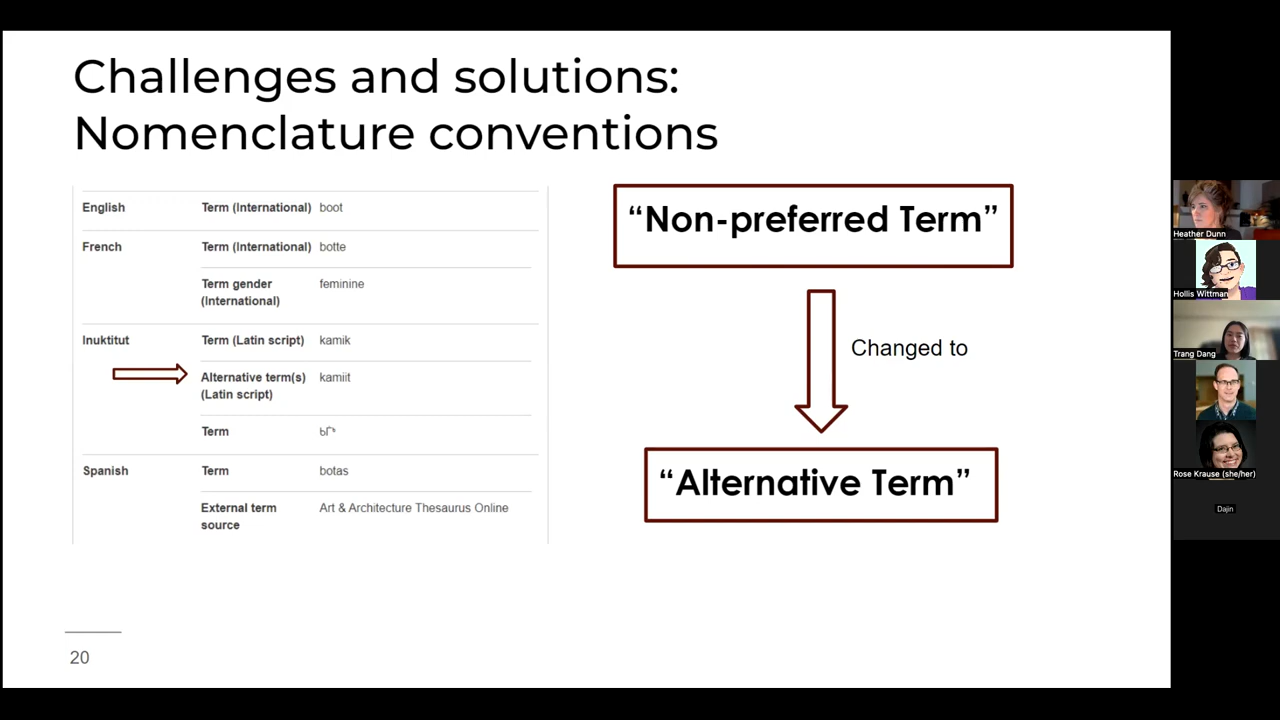 Challenges and solutions:
Nomenclature conventions
English Term (International) boot
French Term (International) botte
Term gender (International) feminine
Inuktitut Term (Latin script) kamik
Alternative term(s) (Latin script) kamiit
Term ᑲᒥᒃ
Spanish Term botas
External term source Art & Architecture Thesaurus Online
“Non-preferred Term”
Changed to
“Alternative Term”
20
Heather Dunn
Hollis Wittman
Trang Dang
Rose Krause (she/her)
Dajin